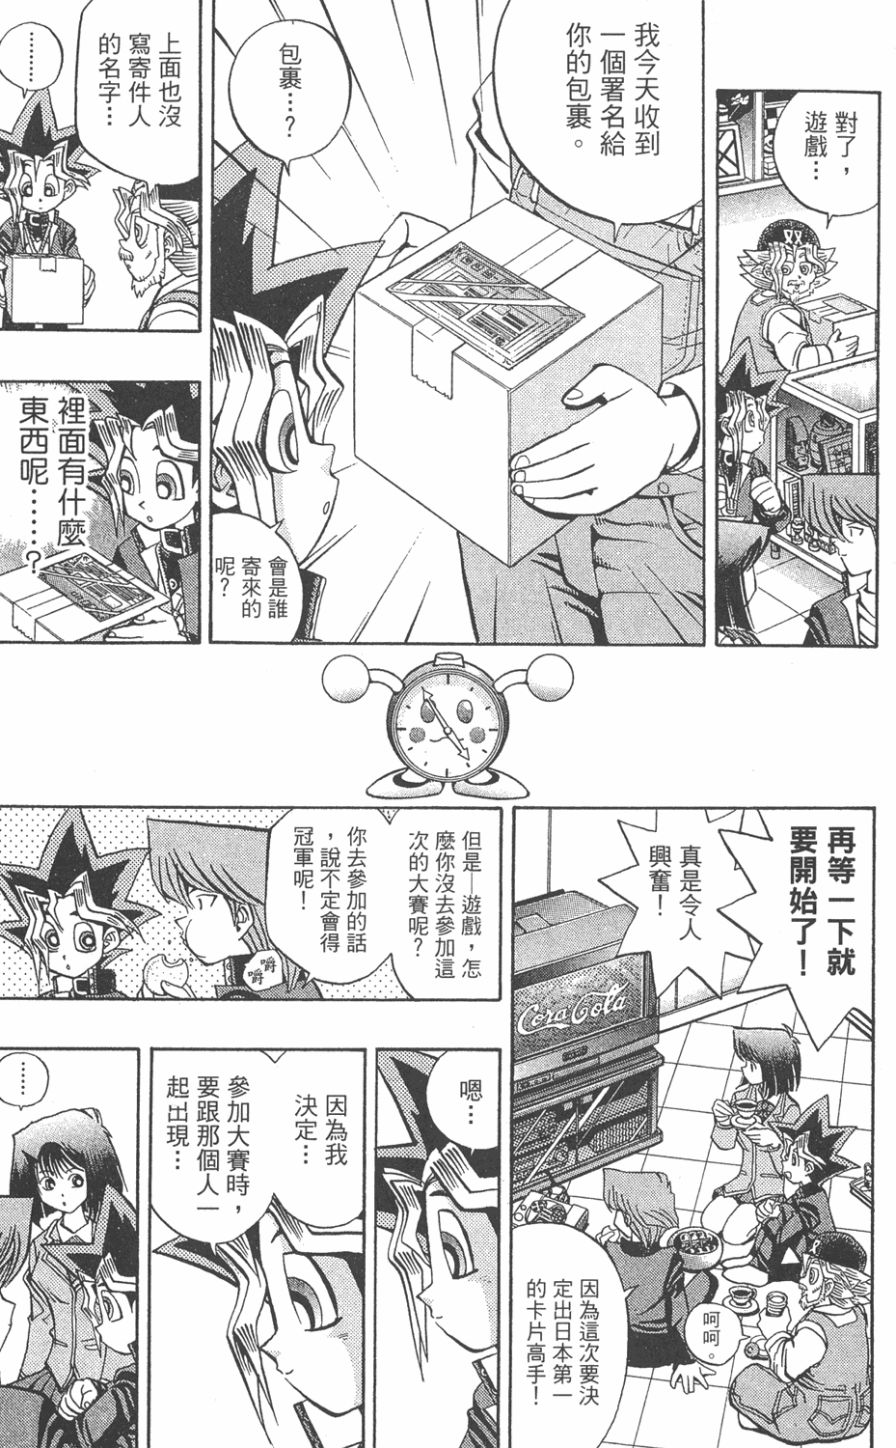 對了，
遊戲…
我今天收到
一個署名給
你的包裹。
包裹…？
會是誰
寄來的
呢？
上面也沒
寫寄件人
的名字…
………
裡面有什麼
東西呢……？
再等一下就
要開始了！
真是令人
興奮！
Cora Cola
因為這次要決
定出日本第一
的卡片高手！
呵呵。
但是—遊戲，怎
麼你沒去參加這
次的大賽呢？
你去參加的話
，說不定會得
冠軍呢！
嚼
嚼
嗯…
因為我
決定…
參加大賽時，
要跟那個人一
起出現…
……